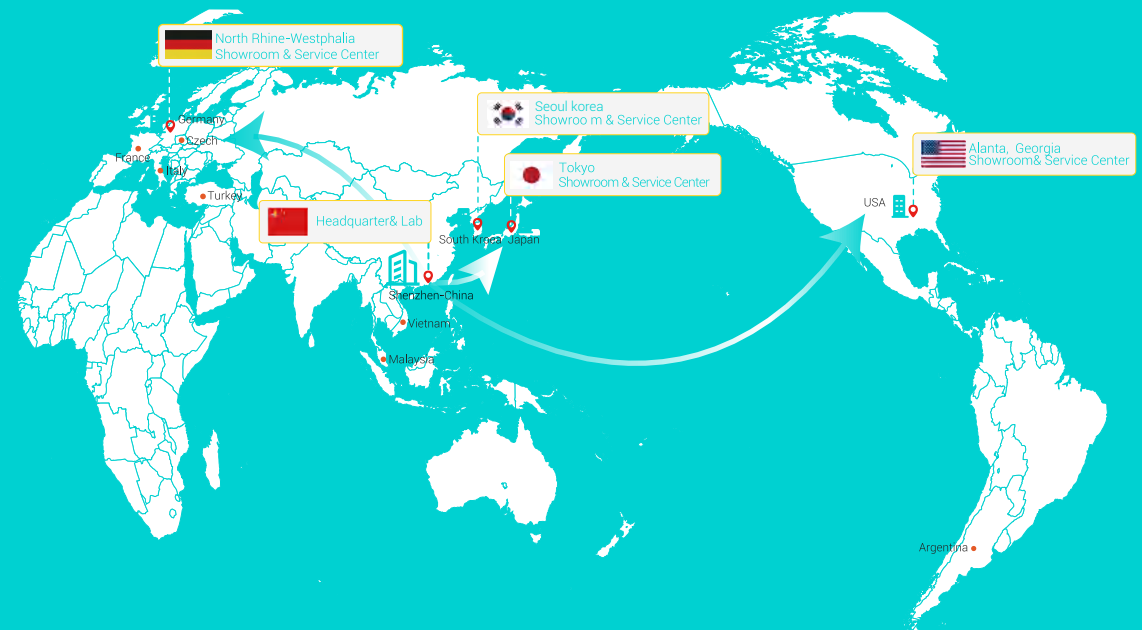 North Rhine-Westphalia
Showroom & Service Center
Seoul korea
Showroo m & Service Center
Alanta, Georgia
Showroom& Service Center
Tokyo
Showroom & Service Center
Headquarter& Lab
Germany
Czech
France
Italy
Turkey
USA
South Krea
Japan
Shenzhen-China
Vietnam
Malaysia
Argentina